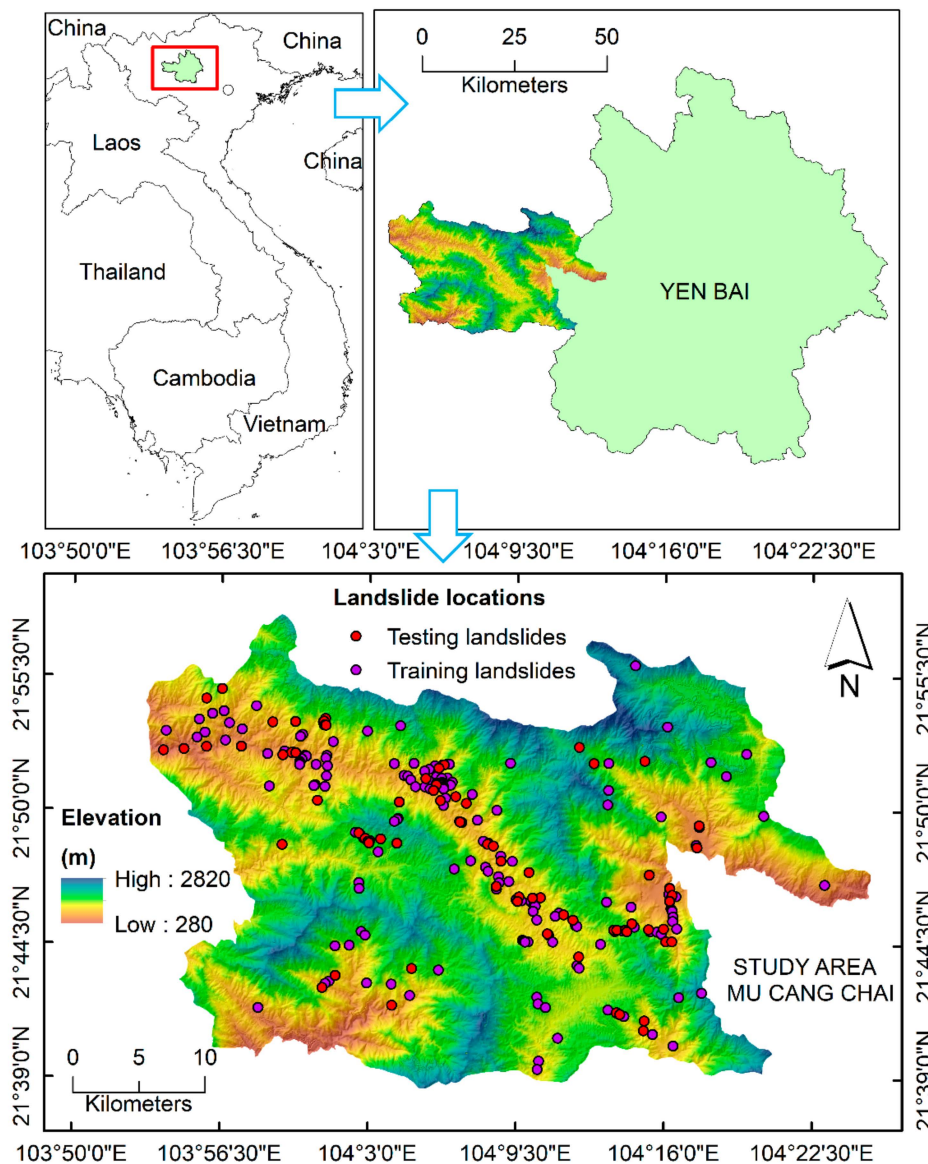 China
China
Laos
China
Thailand
Cambodia
Vietnam
0 25 50
Kilometers
YEN BAI
103°50'0"E 103°56'30"E 104°3'0"E 104°9'30"E 104°16'0"E 104°22'30"E
Landslide locations
Testing landslides
Training landslides
N
21°55'30"N
21°50'0"N
21°44'30"N
21°39'0"N
21°55'30"N
21°50'0"N
21°44'30"N
21°39'0"N
Elevation
(m)
High : 2820
Low : 280
STUDY AREA
MU CANG CHAI
0 5 10
Kilometers
103°50'0"E 103°56'30"E 104°3'0"E 104°9'30"E 104°16'0"E 104°22'30"E